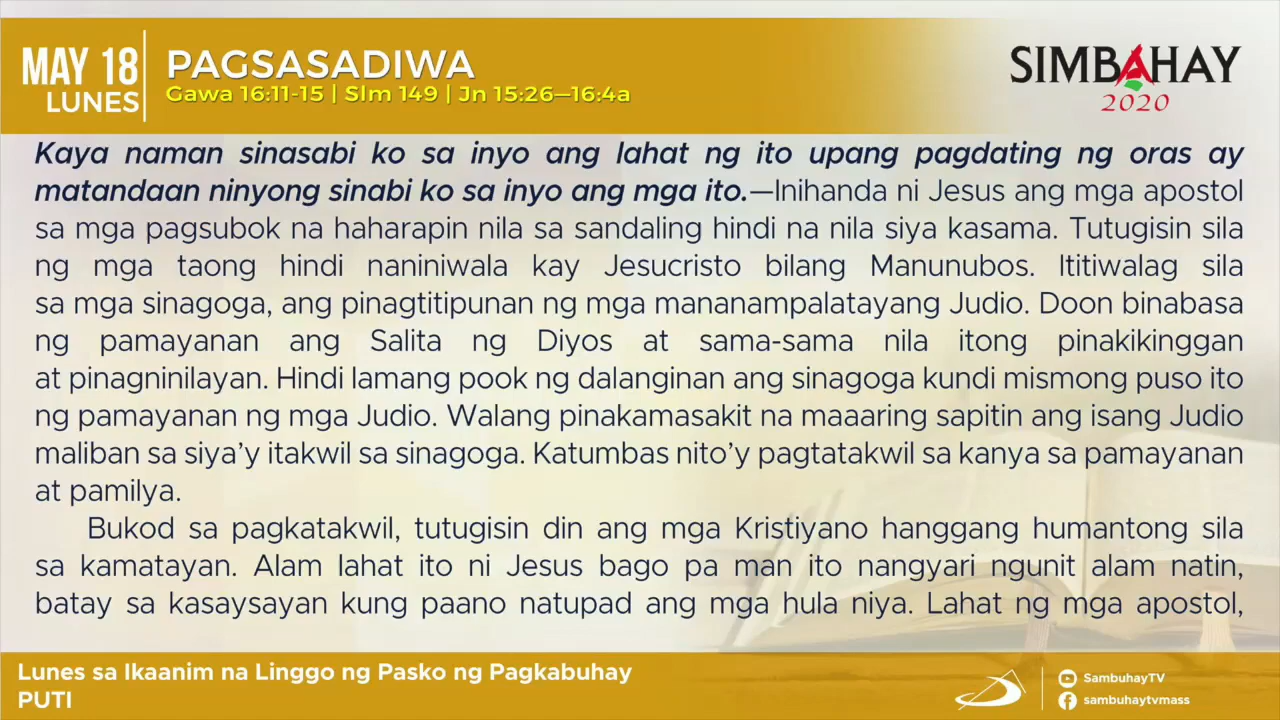 MAY 18
LUNES
PAGSASADIWA
Gawa 16:11-15 | Slm 149 | Jn 15:26—16:4a
SIMBAHAY
2020
Kaya naman sinasabi ko sa inyo ang lahat ng ito upang pagdating ng oras ay
matandaan ninyong sinabi ko sa inyo ang mga ito.—Inihanda ni Jesus ang mga apostol
sa mga pagsubok na haharapin nila sa sandaling hindi na nila siya kasama. Tutugisin sila
ng mga taong hindi naniniwala kay Jesucristo bilang Manunubos. Ititiwalag sila
sa mga sinagoga, ang pinagtitipunan ng mga mananampalatayang Judio. Doon binabasa
ng pamayanan ang Salita ng Diyos at sama-sama nila itong pinakikinggan
at pinagninilayan. Hindi lamang pook ng dalanginan ang sinagoga kundi mismong puso ito
ng pamayanan ng mga Judio. Walang pinakamasakit na maaaring sapitin ang isang Judio
maliban sa siya’y itakwil sa sinagoga. Katumbas nito’y pagtatakwil sa kanya sa pamayanan
at pamilya.
Bukod sa pagkatakwil, tutugisin din ang mga Kristiyano hanggang humantong sila
sa kamatayan. Alam lahat ito ni Jesus bago pa man ito nangyari ngunit alam natin,
batay sa kasaysayan kung paano natupad ang mga hula niya. Lahat ng mga apostol,
Lunes sa Ikaanim na Linggo ng Pasko ng Pagkabuhay
PUTI
SambuhayTV
sambuhaytvmass